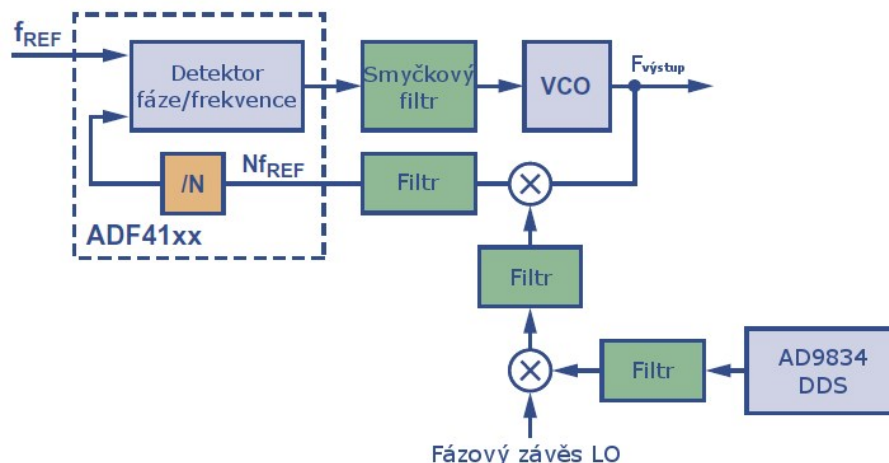 fREF
Detektor
fáze/frekvence
Smyčkový
filtr
VCO
Fvýstup
/N
NfREF
Filtr
ADF41xx
Filtr
Filtr
AD9834
DDS
Fázový závěs LO